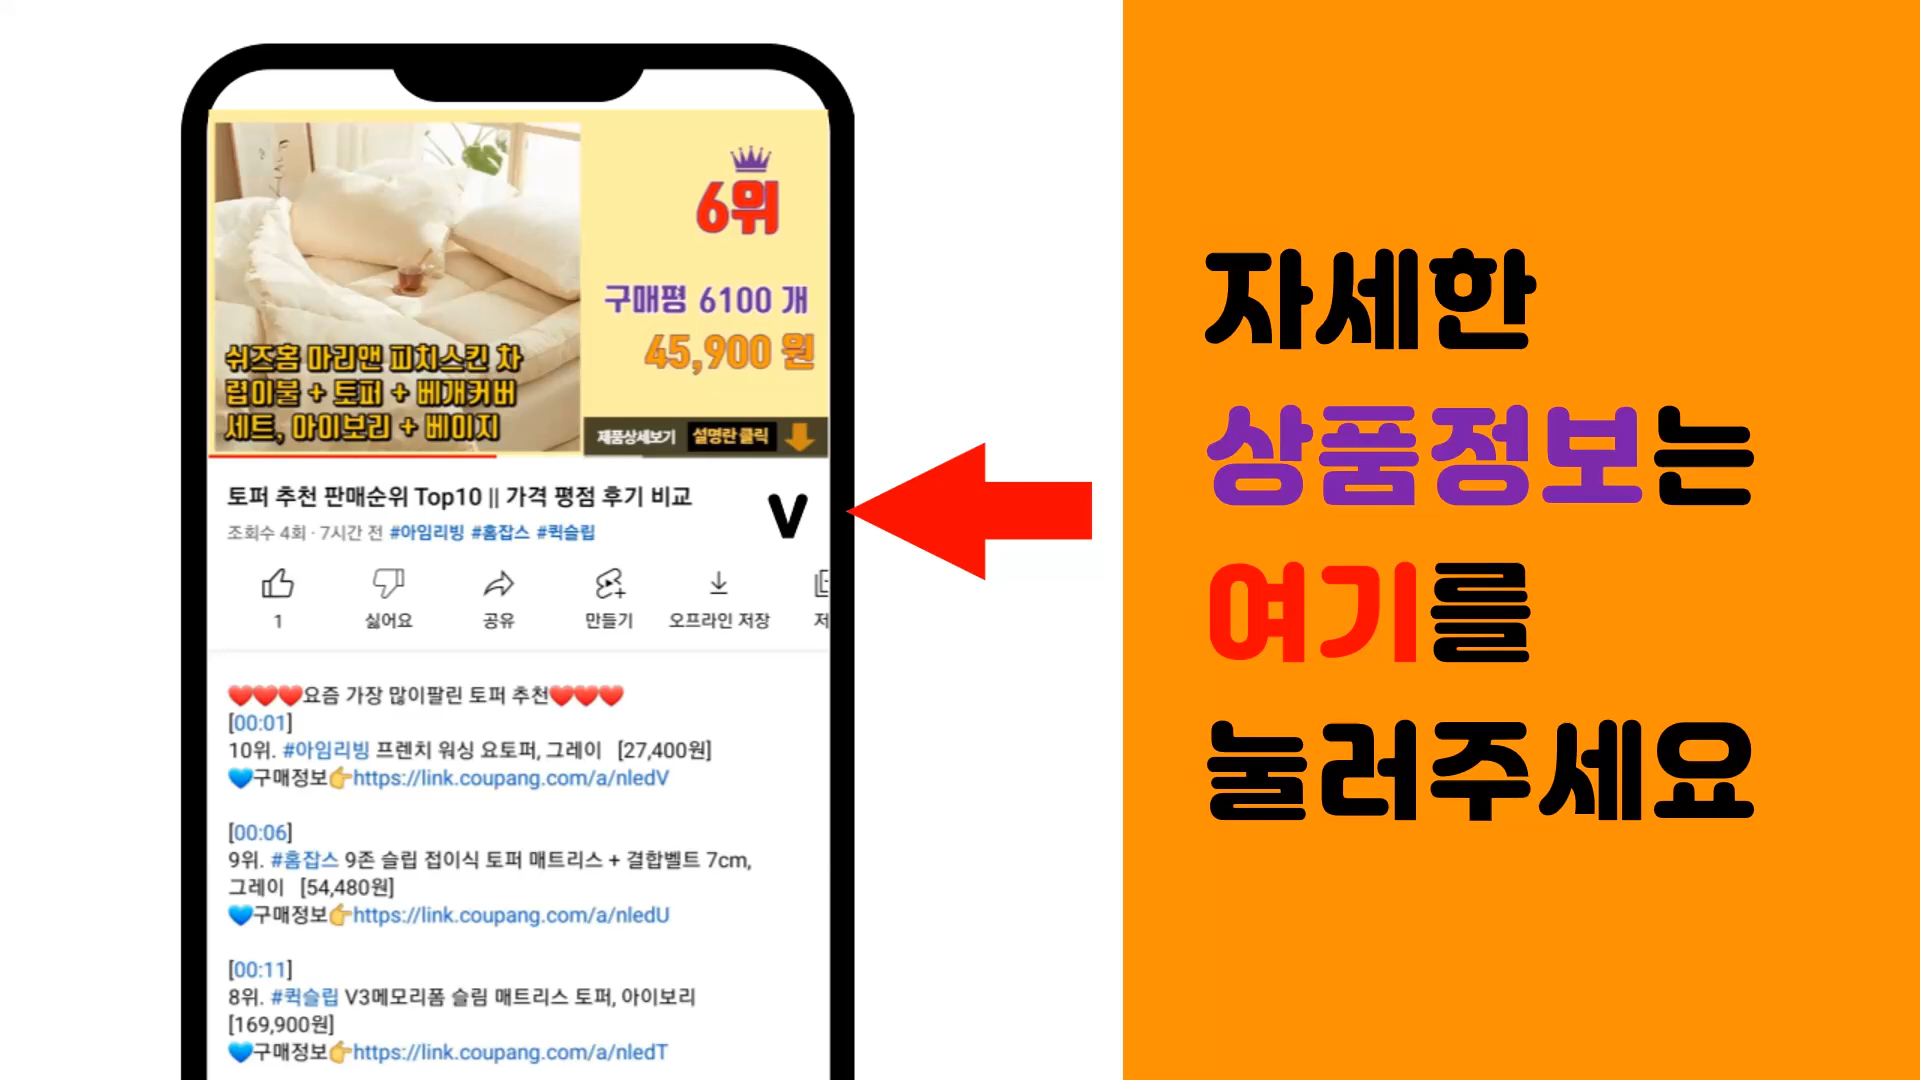 6위
구매평 6100 개
45,900 원
쉬즈홈 마리앤 피치스킨 차
렵이불 + 토퍼 + 베개커버
세트, 아이보리 + 베이지
제품상세보기 설명란 클릭
토퍼 추천 판매순위 Top10 || 가격 평점 후기 비교
V
조회수 4회 · 7시간 전 #아임리빙 #홈잡스 #퀵슬립
1 싫어요 공유 만들기 오프라인 저장 저
❤️❤️❤️요즘 가장 많이팔린 토퍼 추천❤️❤️❤️
[00:01]
10위. #아임리빙 프렌치 워싱 요토퍼, 그레이 [27,400원]
💙구매정보👉https://link.coupang.com/a/nledV
[00:06]
9위. #홈잡스 9존 슬립 접이식 토퍼 매트리스 + 결합벨트 7cm,
그레이 [54,480원]
💙구매정보👉https://link.coupang.com/a/nledU
[00:11]
8위. #퀵슬립 V3메모리폼 슬림 매트리스 토퍼, 아이보리
[169,900원]
💙구매정보👉https://link.coupang.com/a/nledT
자세한
상품정보는
여기를
눌러주세요